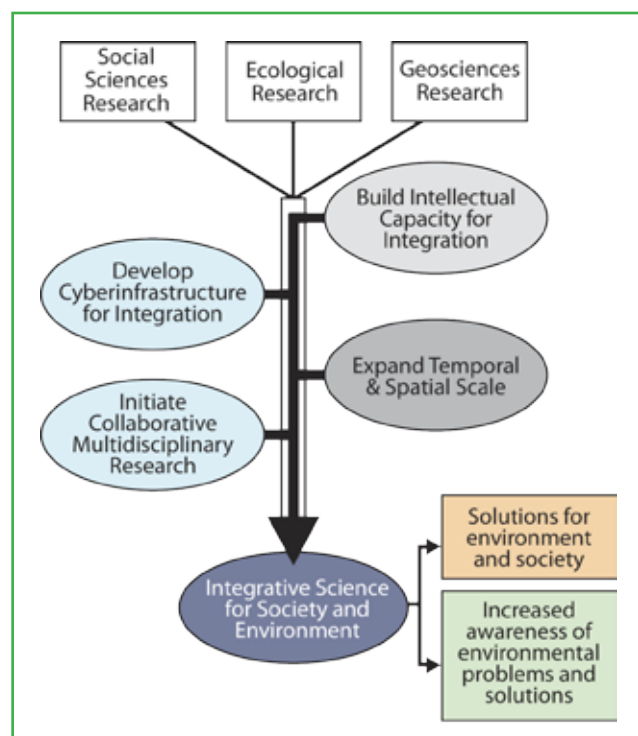 Social
Sciences
Research
Ecological
Research
Geosciences
Research
Build Intellectual
Capacity for
Integration
Develop
Cyberinfrastructure
for Integration
Expand Temporal
& Spatial Scale
Initiate
Collaborative
Multidisciplinary
Research
Integrative Science
for Society and
Environment
Solutions for
environment
and society
Increased
awareness of
environmental
problems and
solutions